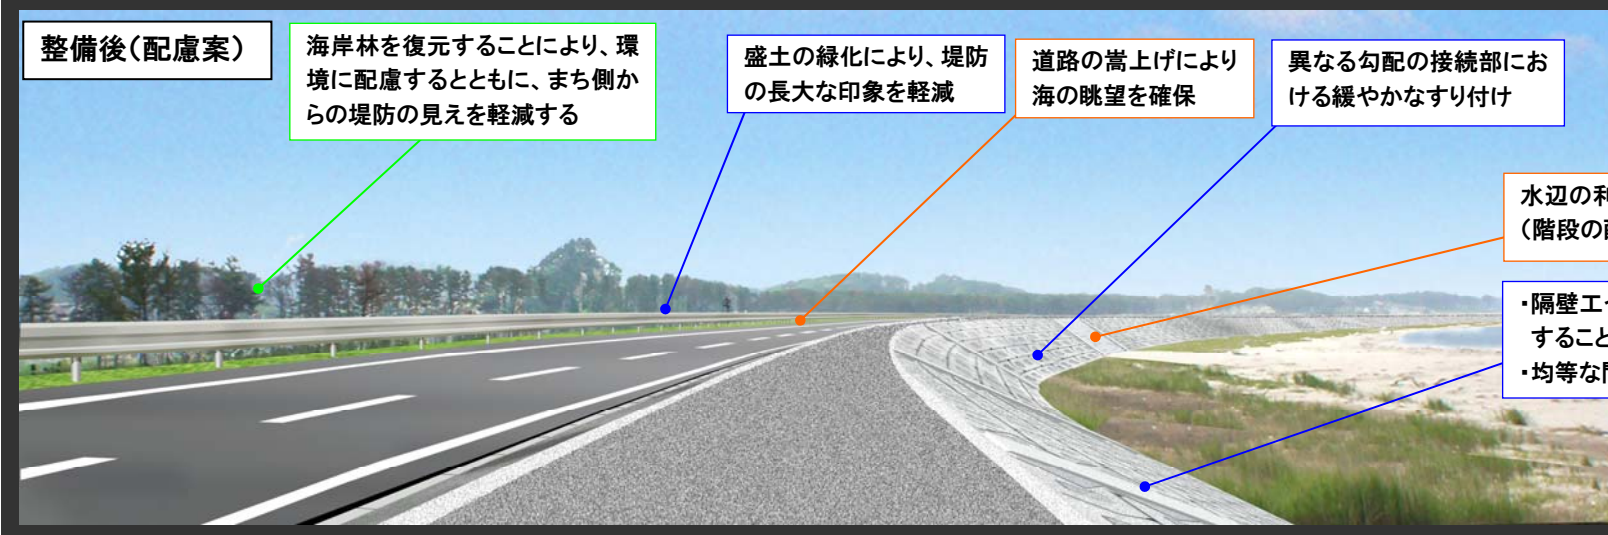 整備後(配慮案)
海岸林を復元することにより、環
境に配慮するとともに、まち側か
らの堤防の見えを軽減する
盛土の緑化により、堤防
の長大な印象を軽減
道路の嵩上げにより
海の眺望を確保
異なる勾配の接続部にお
ける緩やかなすり付け
水辺の利
(階段の
・隔壁エ
すること
・均等な